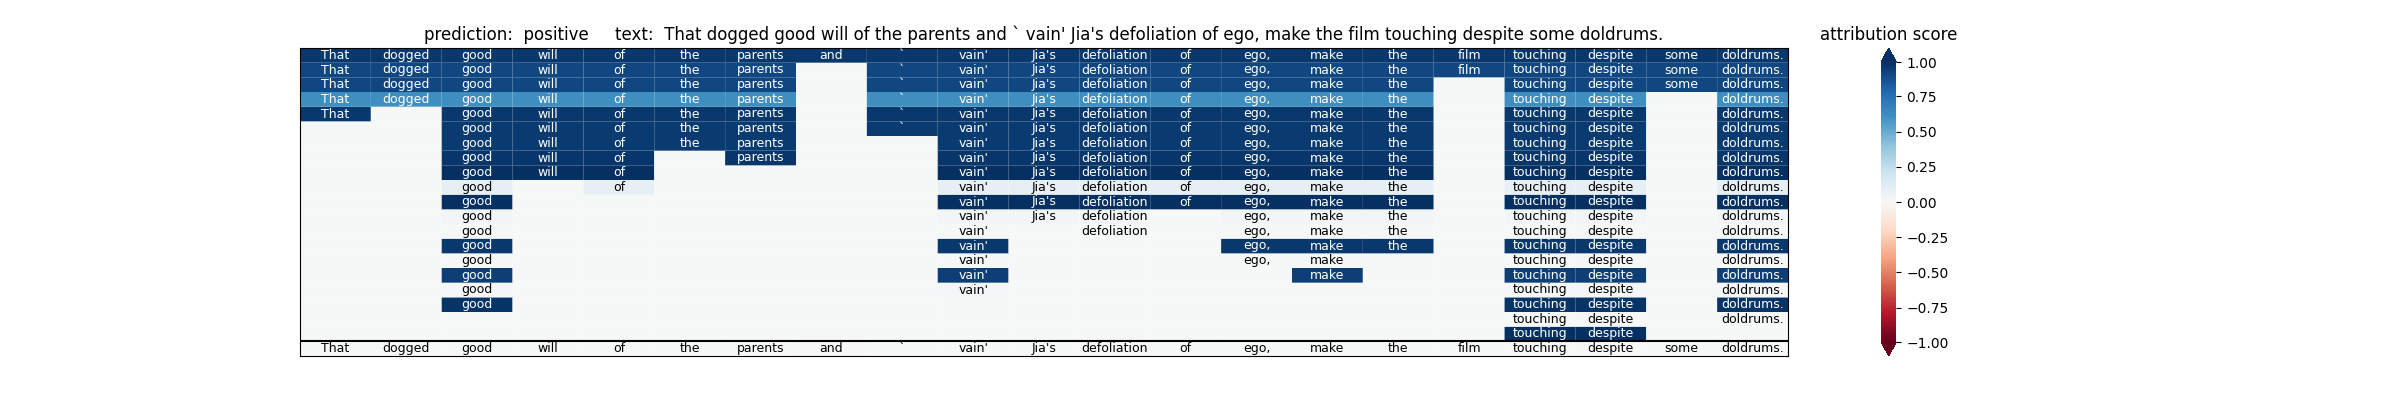 prediction:  positive     text:  That dogged good will of the parents and ` vain' Jia's defoliation of ego, make the film touching despite some doldrums.
attribution score
That dogged good will of the parents and ` vain' Jia's defoliation of ego, make the film touching despite some doldrums.
That dogged good will of the parents ` vain' Jia's defoliation of ego, make the film touching despite some doldrums.
That dogged good will of the parents ` vain' Jia's defoliation of ego, make the touching despite some doldrums.
That dogged good will of the parents ` vain' Jia's defoliation of ego, make the touching despite doldrums.
That good will of the parents ` vain' Jia's defoliation of ego, make the touching despite doldrums.
good will of the parents ` vain' Jia's defoliation of ego, make the touching despite doldrums.
good will of the parents vain' Jia's defoliation of ego, make the touching despite doldrums.
good will of parents vain' Jia's defoliation of ego, make the touching despite doldrums.
good will of vain' Jia's defoliation of ego, make the touching despite doldrums.
good of vain' Jia's defoliation of ego, make the touching despite doldrums.
good vain' Jia's defoliation of ego, make the touching despite doldrums.
good vain' Jia's defoliation ego, make the touching despite doldrums.
good vain' defoliation ego, make the touching despite doldrums.
good vain' ego, make the touching despite doldrums.
good vain' ego, make touching despite doldrums.
good vain' make touching despite doldrums.
good vain' touching despite doldrums.
good touching despite doldrums.
touching despite doldrums.
touching despite
That dogged good will of the parents and ` vain' Jia's defoliation of ego, make the film touching despite some doldrums.
1.00
0.75
0.50
0.25
0.00
−0.25
−0.50
−0.75
−1.00